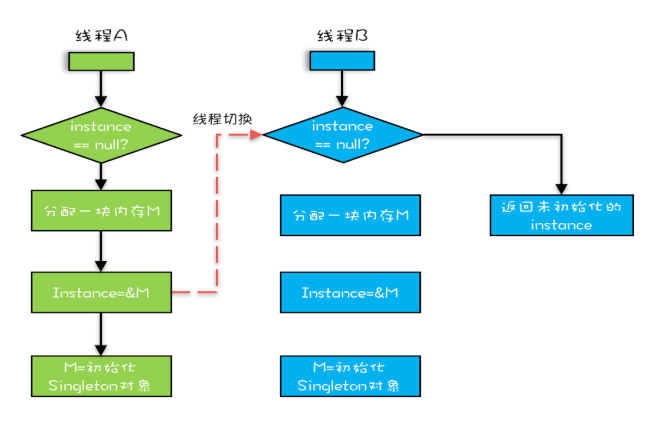 线程A
instance
== null?
分配一块内存M
Instance=&M
M=初始化
Singleton对象
线程切换
线程B
instance
== null?
分配一块内存M
Instance=&M
M=初始化
Singleton对象
返回未初始化的
instance